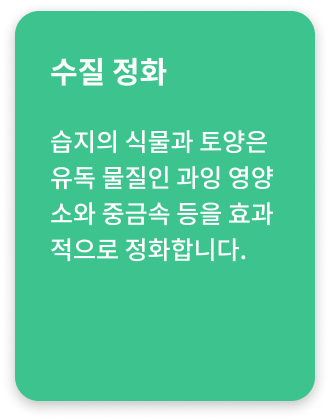 수질 정화
습지의 식물과 토양은
유독 물질인 과잉 영양
소와 중금속 등을 효과
적으로 정화합니다.